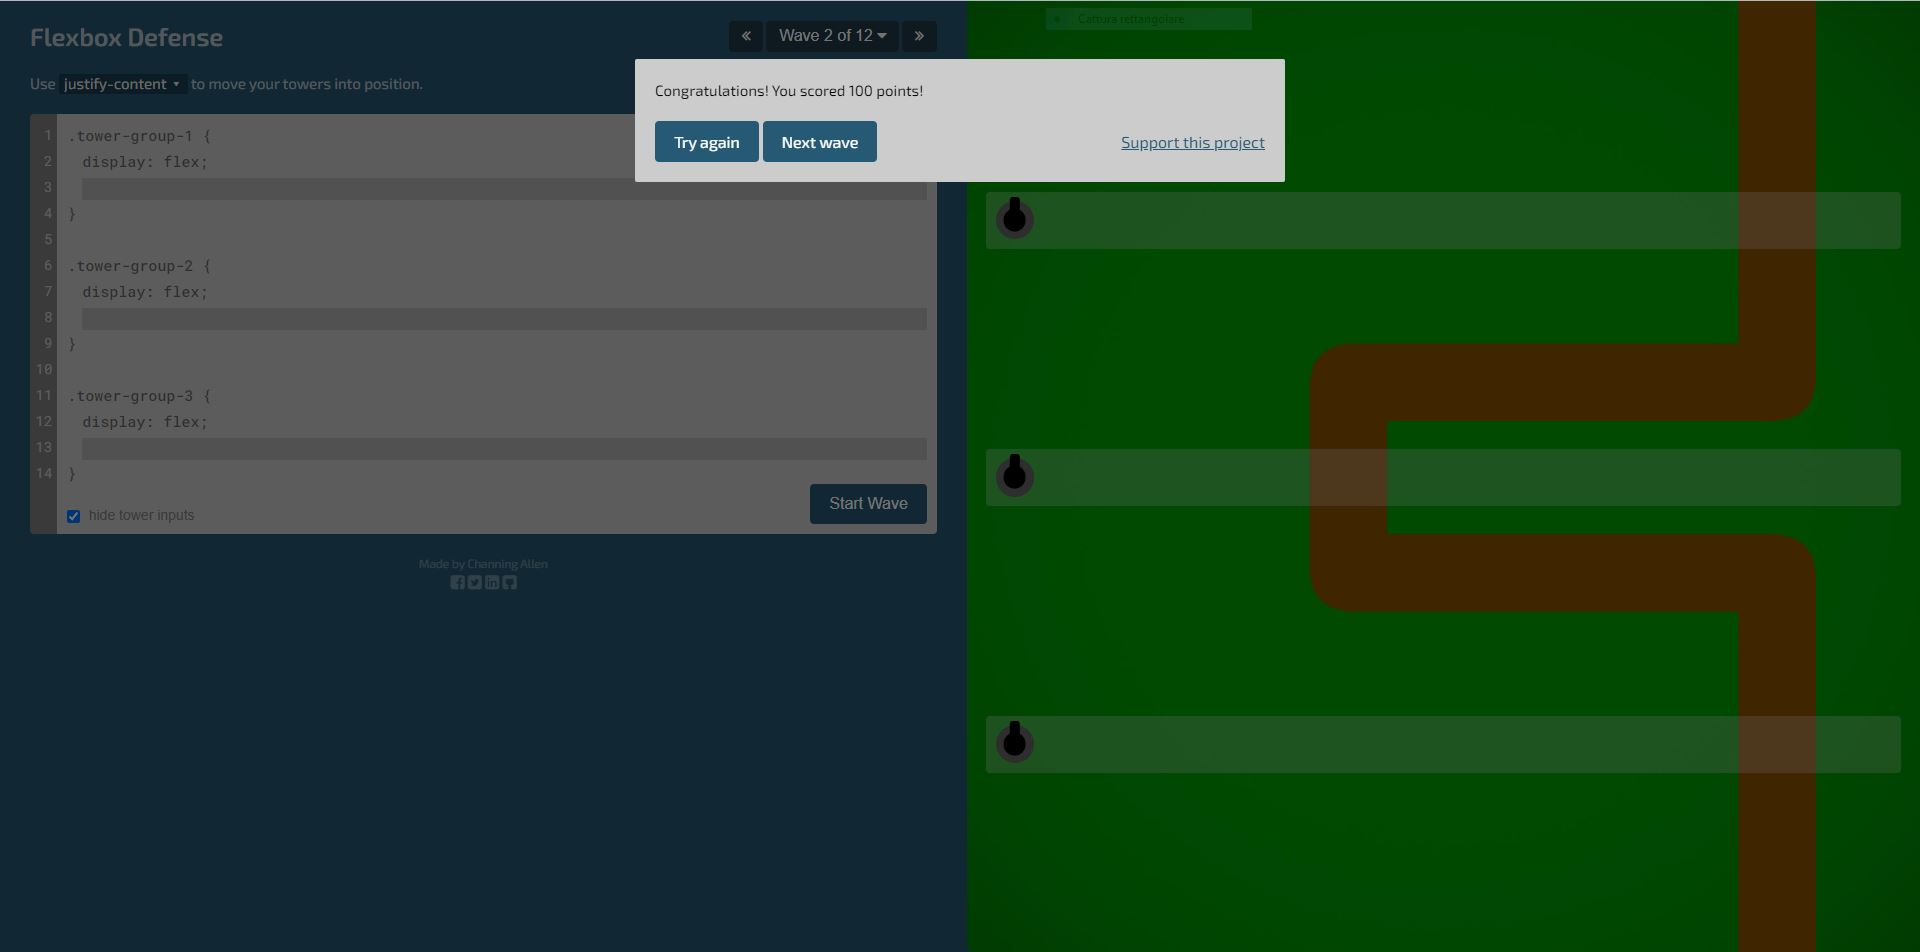 Flexbox Defense
« Wave 2 of 12 »
Cattura rettangolare
Use justify-content to move your towers into position.
Congratulations! You scored 100 points!
Try again Next wave Support this project
1 .tower-group-1 {
2 display: flex;
3
4 }
5
6 .tower-group-2 {
7 display: flex;
8
9 }
10
11 .tower-group-3 {
12 display: flex;
13
14 }
hide tower inputs
Start Wave
Made by Channing Allen